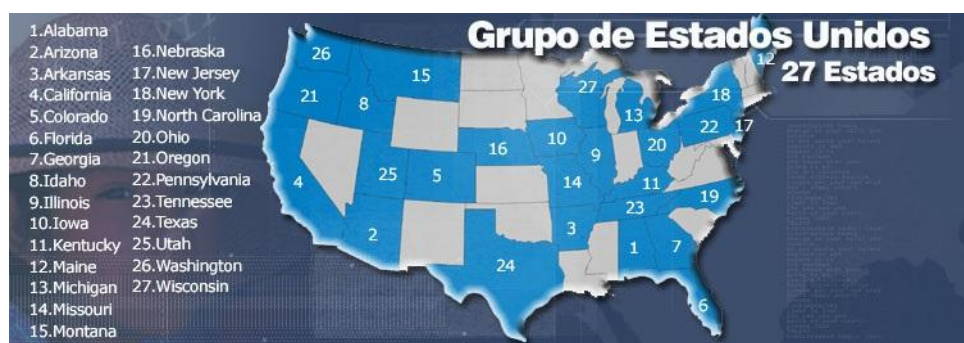 Grupo de Estados Unidos
27 Estados
1.Alabama
2.Arizona
3.Arkansas
4.California
5.Colorado
6.Florida
7.Georgia
8.Idaho
9.Illinois
10.Iowa
11.Kentucky
12.Maine
13.Michigan
14.Missouri
15.Montana
16.Nebraska
17.New Jersey
18.New York
19.North Carolina
20.Ohio
21.Oregon
22.Pennsylvania
23.Tennessee
24.Texas
25.Utah
26.Washington
27.Wisconsin
26
15
12
21
8
27
18
13
22
17
16
10
20
9
4
25
5
14
11
19
23
2
3
1
7
24
6